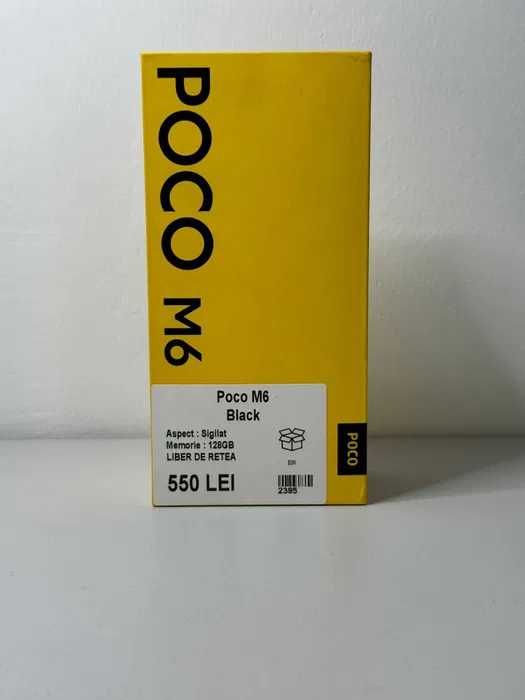 POCO M6
Poco M6
Black
Aspect : Sigilat
Memorie : 128GB
LIBER DE RETEA
550 LEI
2395
POCO